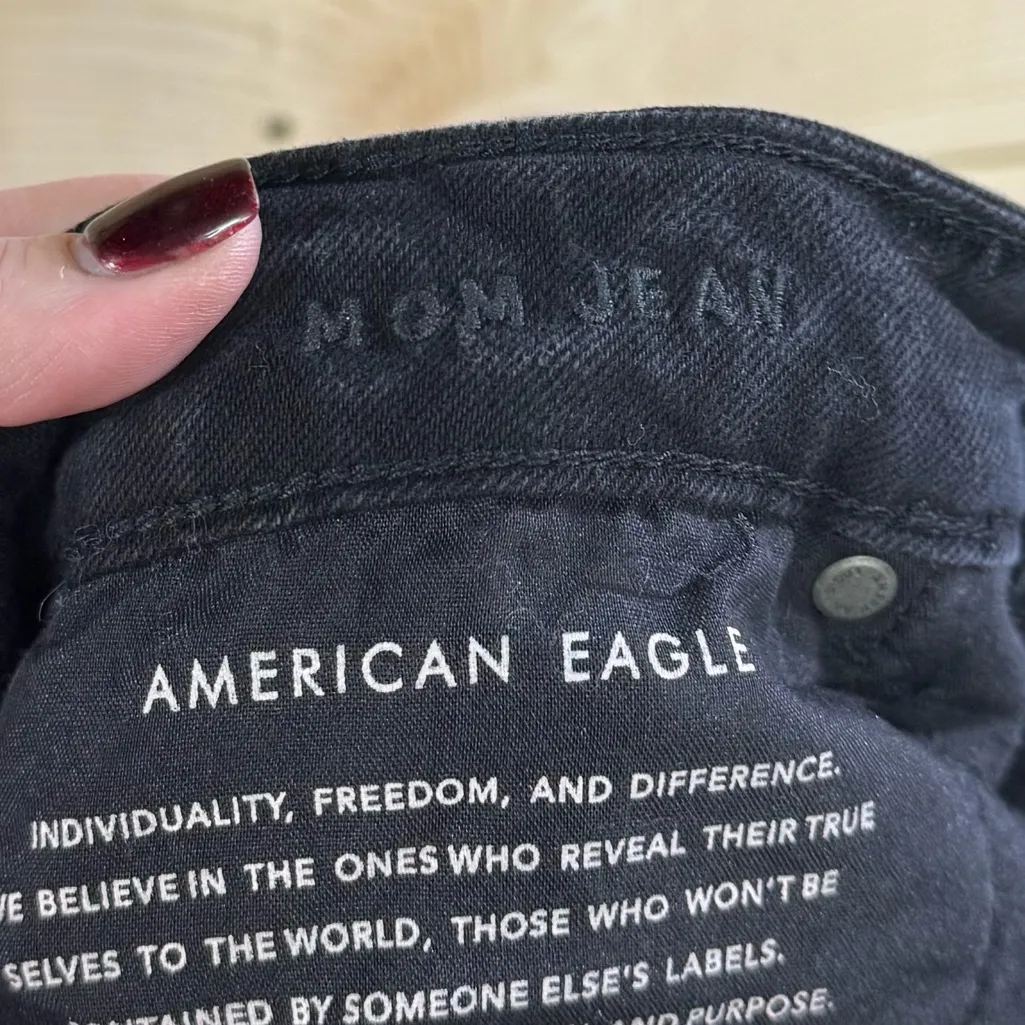 MOM JEAN
AMERICAN EAGLE
INDIVIDUALITY, FREEDOM, AND DIFFERENCE.
BELIEVE IN THE ONES WHO REVEAL THEIR TRUE
SELVES TO THE WORLD, THOSE WHO WON'T BE
BY SOMEONE ELSE'S LABELS.
AND PURPOSE.